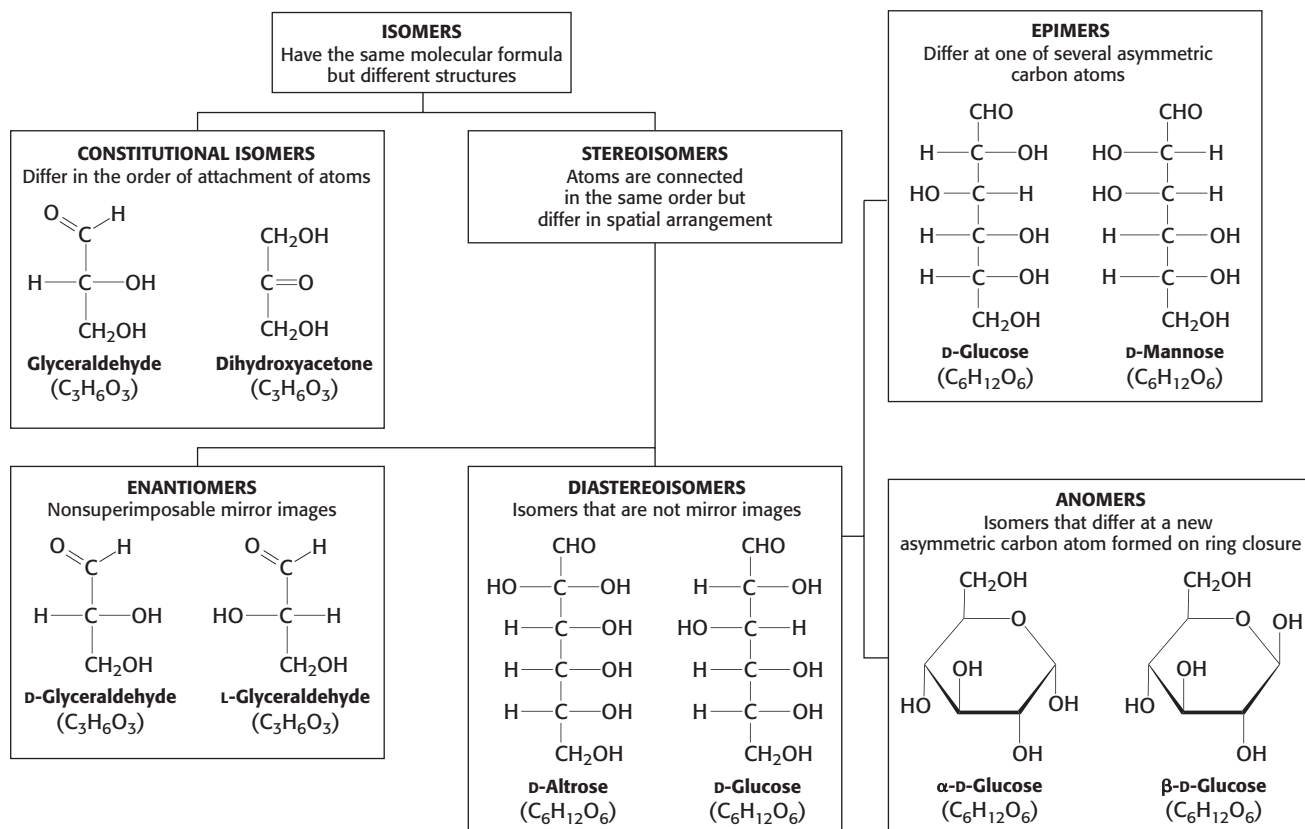 ISOMERS
Have the same molecular formula
but different structures
CONSTITUTIONAL ISOMERS
Differ in the order of attachment of atoms
O H
C
H C OH
CH₂OH
Glyceraldehyde
(C₃H₆O₃)
CH₂OH
C=O
CH₂OH
Dihydroxyacetone
(C₃H₆O₃)
STEREOISOMERS
Atoms are connected
in the same order but
differ in spatial arrangement
EPIMERS
Differ at one of several asymmetric
carbon atoms
CHO
H C OH
HO C H
H C OH
H C OH
CH₂OH
D-Glucose
(C₆H₁₂O₆)
CHO
HO C H
HO C H
H C OH
H C OH
CH₂OH
D-Mannose
(C₆H₁₂O₆)
ENANTIOMERS
Nonsuperimposable mirror images
O H
C
H C OH
CH₂OH
D-Glyceraldehyde
(C₃H₆O₃)
O H
C
HO C H
CH₂OH
L-Glyceraldehyde
(C₃H₆O₃)
DIASTEREOISOMERS
Isomers that are not mirror images
CHO
HO C OH
H C OH
H C OH
H C OH
CH₂OH
D-Altrose
(C₆H₁₂O₆)
CHO
H C OH
HO C H
H C OH
H C OH
CH₂OH
D-Glucose
(C₆H₁₂O₆)
ANOMERS
Isomers that differ at a new
asymmetric carbon atom formed on ring closure
CH₂OH
O
OH
HO OH
OH
α-D-Glucose
(C₆H₁₂O₆)
CH₂OH
O OH
OH
HO
OH
β-D-Glucose
(C₆H₁₂O₆)